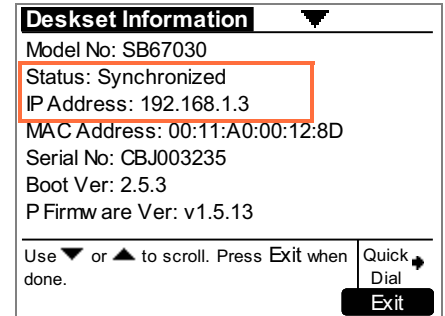 Deskset Information
Model No: SB67030
Status: Synchronized
IP Address: 192.168.1.3
MAC Address: 00:11:A0:00:12:8D
Serial No: CBJ003235
Boot Ver: 2.5.3
P Firmware Ver: v1.5.13
Use ▼ or ▲ to scroll. Press Exit when
done.
Quick
Dial
Exit